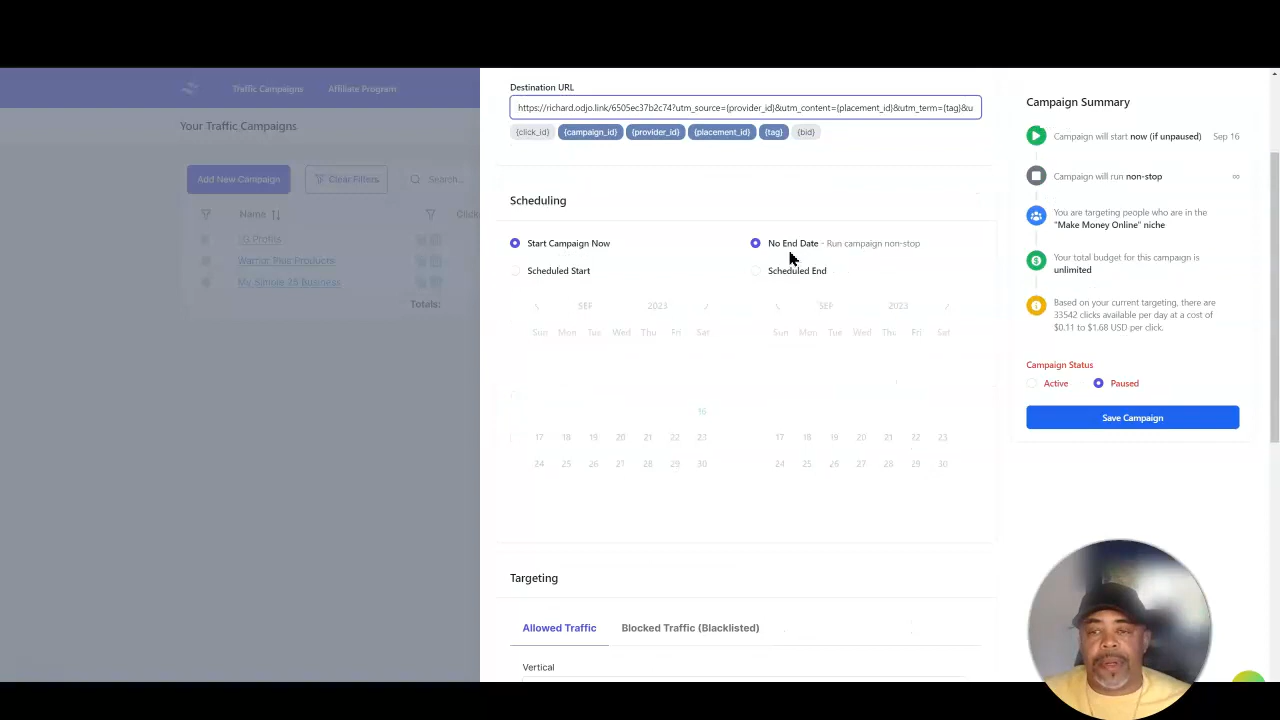 Traffic Campaigns Affiliate Program
Your Traffic Campaigns
Add New Campaign Clear Filters Search...
Name
Warrior Plus Producers
My Simple 25 Business
Totals:
Destination URL
https://richard.odjo.link/6505ec37b2c74?utm_source={provider_id}&utm_content={placement_id}&utm_term={tag}&u
{click_id} {campaign_id} {provider_id} {placement_id} {tag} {bid}
Scheduling
Start Campaign Now
Scheduled Start
No End Date - Run campaign non-stop
Scheduled End
SEP 2023
Sun Mon Tue Wed Thu Fri Sat
16
17 18 19 20 21 22 23
24 25 26 27 28 29 30
SEP 2023
Sun Mon Tue Wed Thu Fri Sat
17 18 19 20 21 22 23
24 25 26 27 28 29 30
Targeting
Allowed Traffic Blocked Traffic (Blacklisted)
Vertical
Campaign Summary
Campaign will start now (if unpaused) Sep 16
Campaign will run non-stop ∞
You are targeting people who are in the
"Make Money Online" niche
Your total budget for this campaign is
unlimited
Based on your current targeting, there are
33542 clicks available per day at a cost of
$0.11 to $1.68 USD per click.
Campaign Status
Active Paused
Save Campaign